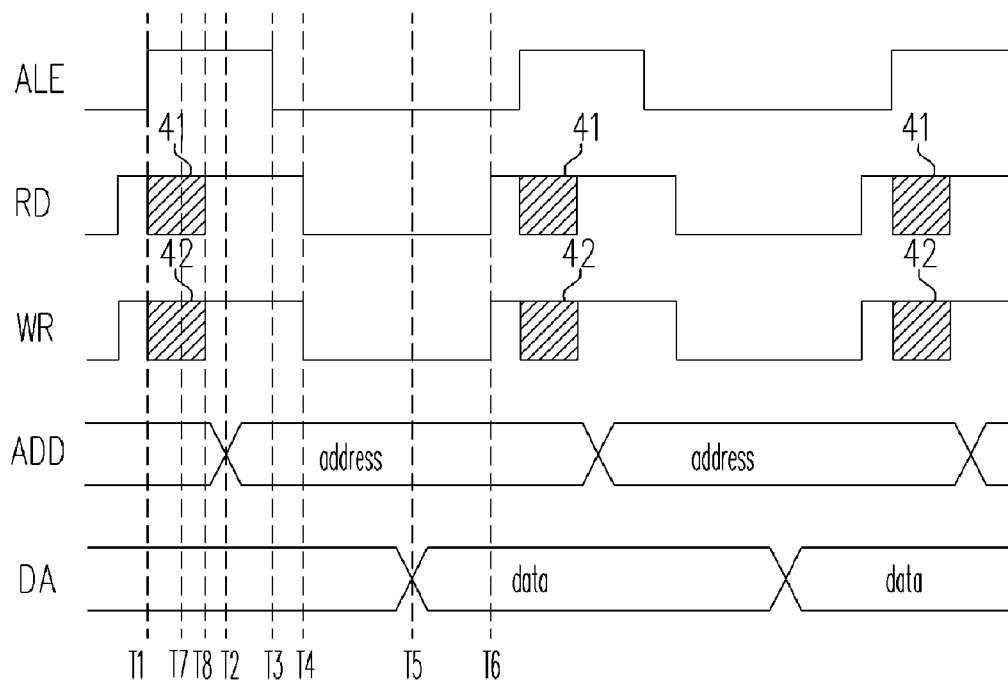 ALE
41 41 41
RD
42 42 42
WR
ADD address address
DA data data
T1 T7 T8 T2 T3 T4 T5 T6